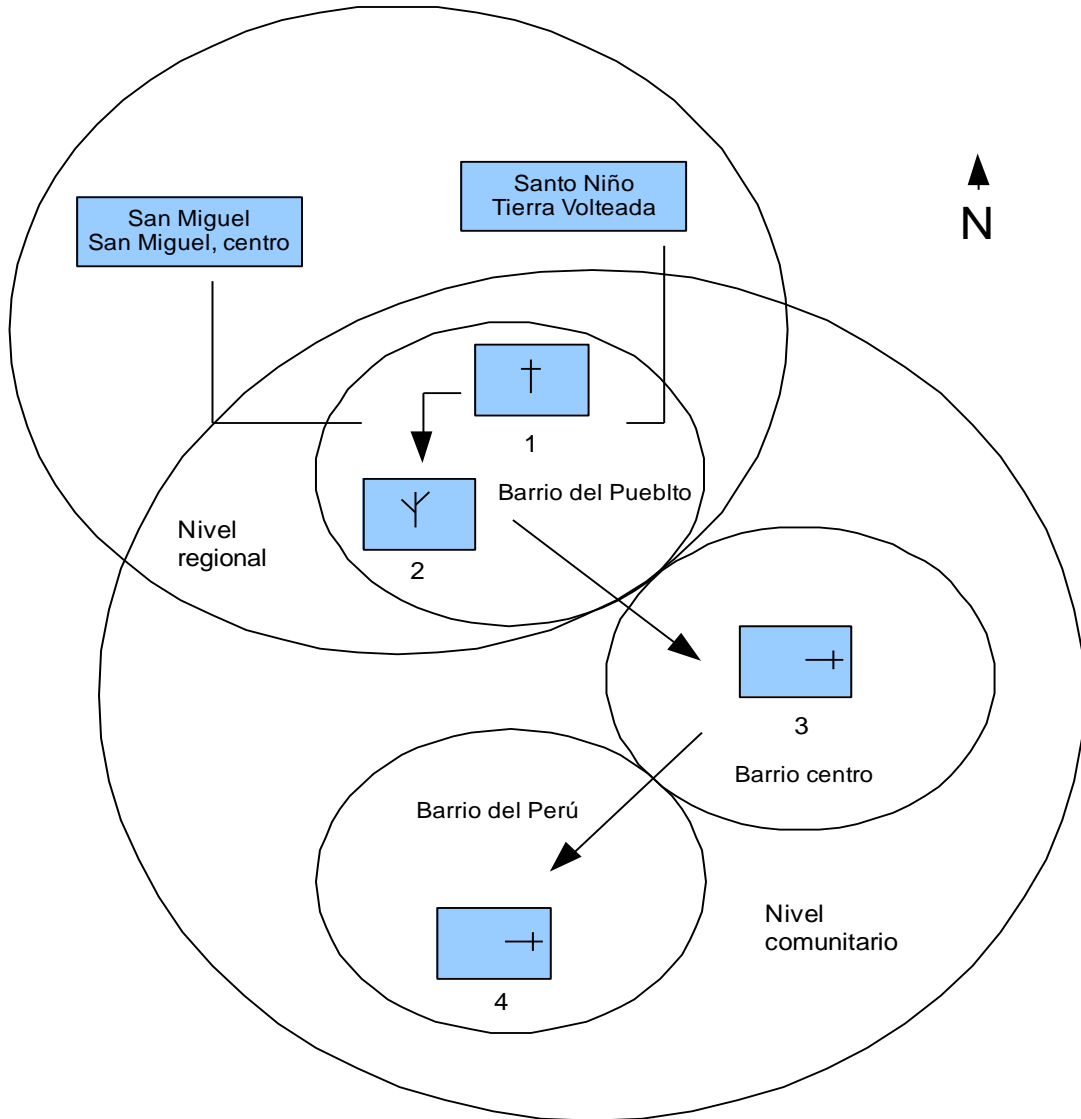 Santo Niño
Tierra Volteada
San Miguel
San Miguel, centro
N
1
Barrio del Pueblto
Nivel
regional
2
3
Barrio centro
Barrio del Perú
Nivel
comunitario
4